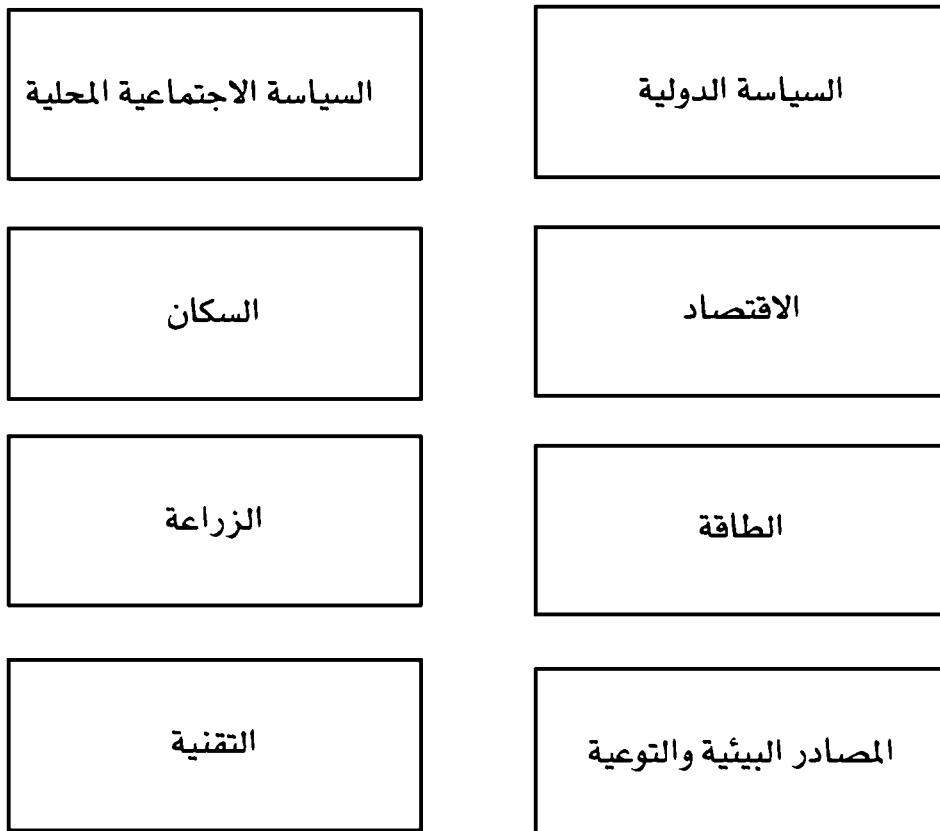 السياسة الدولية
السياسة الاجتماعية المحلية
الاقتصاد
السكان
الطاقة
الزراعة
المصادر البيئية والتوعية
التقنية